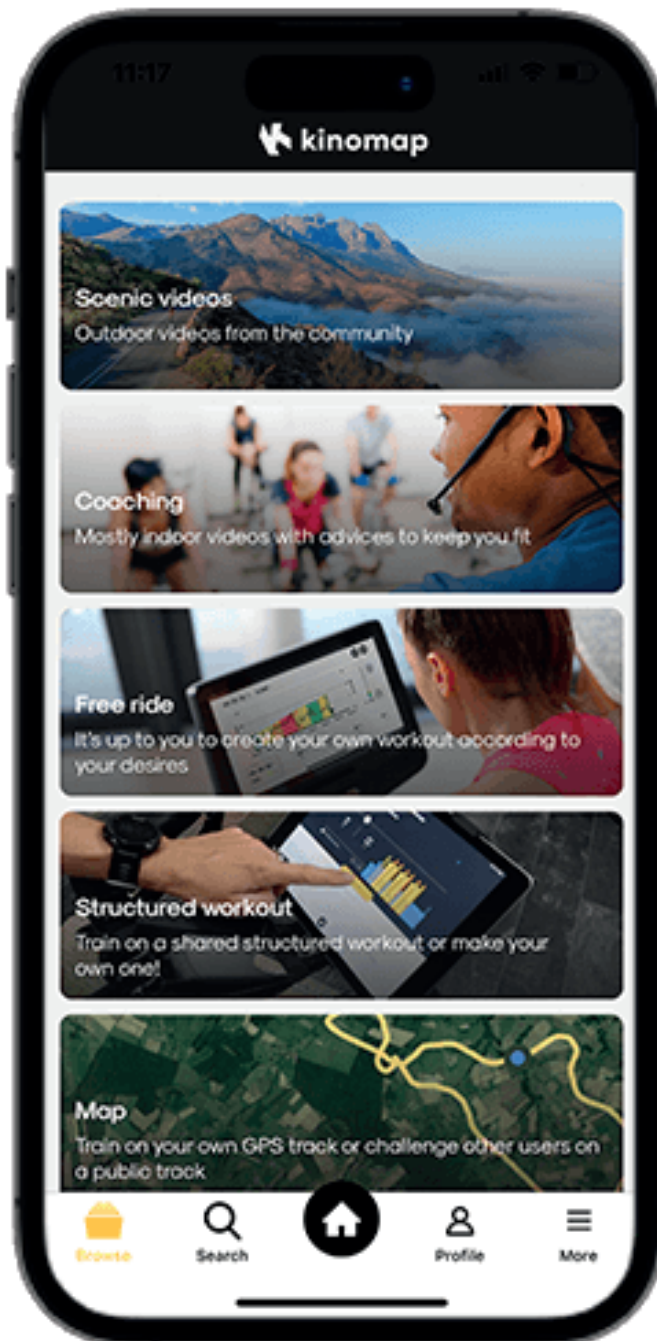 11:17
kinomap
Scenic videos
Outdoor videos from the community
Coaching
Mostly indoor videos with advices to keep you fit
Free ride
It's up to you to create your own workout according to
your desires
Structured workout
Train on a shared structured workout or make your
own one!
Map
Train on your own GPS track or challenge other users on
a public track
Browse
Search
Profile
More